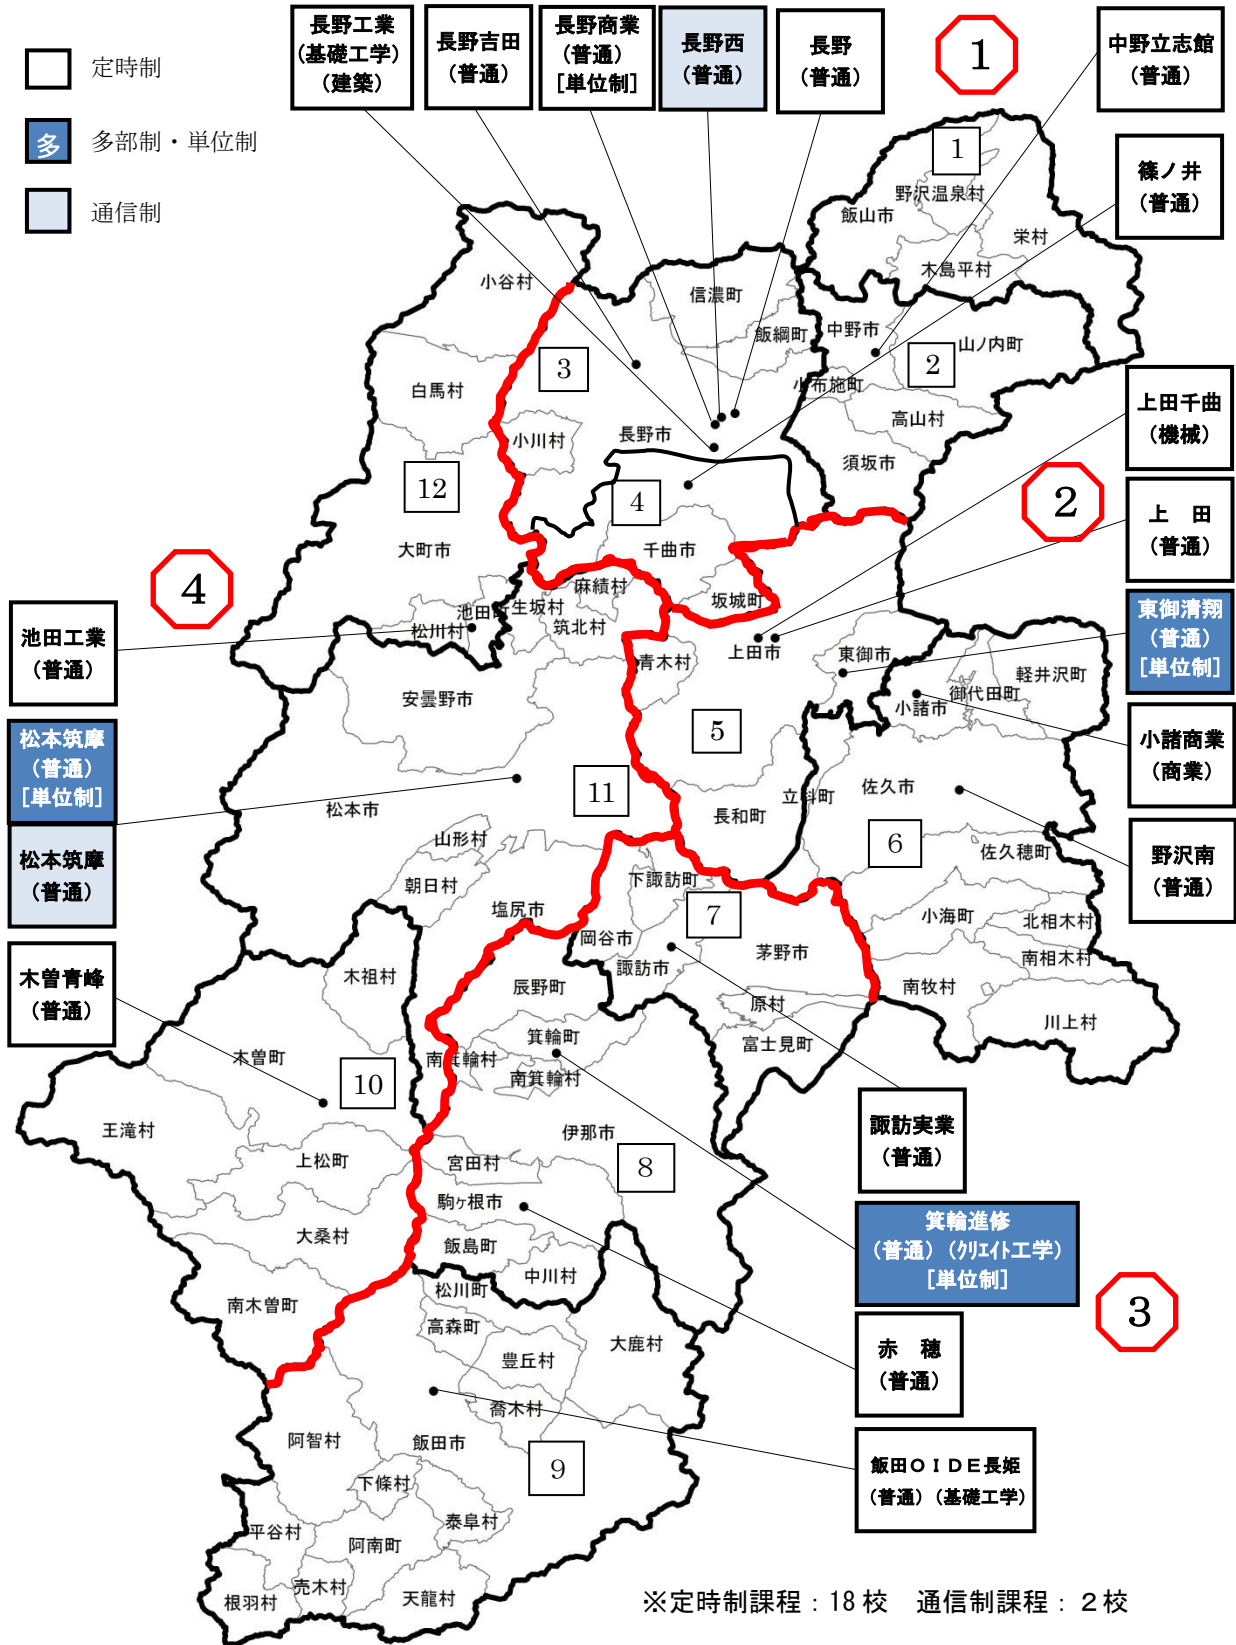 定時制
多 多部制・単位制
通信制
長野工業
(基礎工学)
(建築)
長野吉田
(普通)
長野商業
(普通)
[単位制]
長野西
(普通)
長野
(普通)
1
中野立志館
(普通)
篠ノ井
(普通)
上田千曲
(機械)
2
上　田
(普通)
東御清翔
(普通)
[単位制]
小諸商業
(商業)
野沢南
(普通)
諏訪実業
(普通)
箕輪進修
(普通)(クリエイト工学)
[単位制]
3
赤　穂
(普通)
飯田ＯＩＤＥ長姫
(普通)(基礎工学)
4
池田工業
(普通)
松本筑摩
(普通)
[単位制]
松本筑摩
(普通)
木曽青峰
(普通)
1
野沢温泉村
飯山市
栄村
木島平村
小谷村
信濃町
飯綱町
中野市
山ノ内町
2
3
白馬村
小布施町
高山村
小川村
長野市
須坂市
12
4
大町市
千曲市
麻績村
坂城町
池田町
生坂村
松川村
筑北村
青木村
上田市
東御市
軽井沢町
御代田町
小諸市
安曇野市
5
11
立科町
佐久市
松本市
長和町
山形村
6
佐久穂町
朝日村
下諏訪町
塩尻市
7
小海町
北相木村
岡谷市
茅野市
南相木村
諏訪市
木祖村
辰野町
南牧村
原村
川上村
箕輪町
富士見町
木曽町
南箕輪村
南箕輪村
10
王滝村
伊那市
上松町
宮田村
8
駒ヶ根市
大桑村
飯島町
中川村
松川町
南木曽町
高森町
大鹿村
豊丘村
喬木村
阿智村
飯田市
9
下條村
泰阜村
平谷村
阿南町
売木村
天龍村
根羽村
※定時制課程：18校　通信制課程：２校